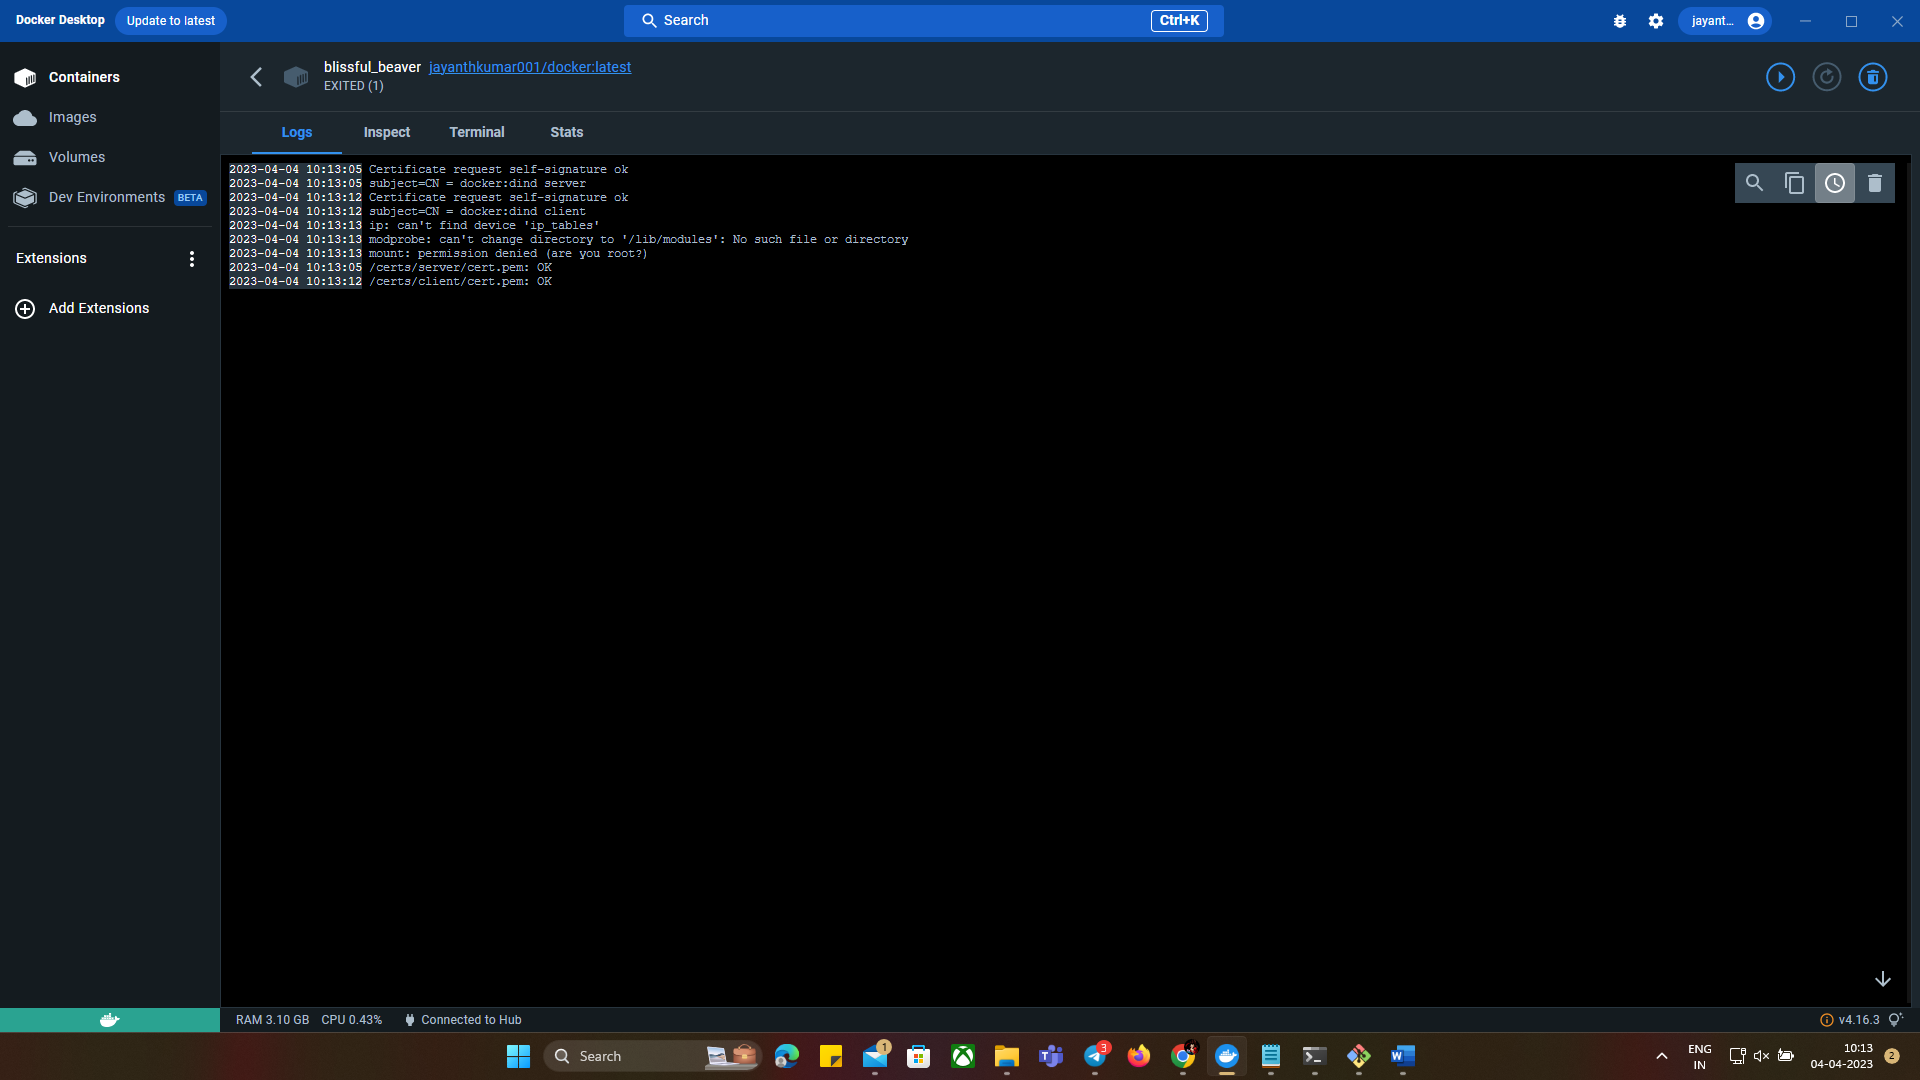 Docker Desktop
Update to latest
Search
Ctrl+K
jayant...
Containers
Images
Volumes
Dev Environments BETA
Extensions
Add Extensions
blissful_beaver jayanthkumar001/docker:latest
EXITED (1)
Logs Inspect Terminal Stats
2023-04-04 10:13:05 Certificate request self-signature ok
2023-04-04 10:13:05 subject=CN = docker:dind server
2023-04-04 10:13:12 Certificate request self-signature ok
2023-04-04 10:13:12 subject=CN = docker:dind client
2023-04-04 10:13:13 ip: can't find device 'ip_tables'
2023-04-04 10:13:13 modprobe: can't change directory to '/lib/modules': No such file or directory
2023-04-04 10:13:13 mount: permission denied (are you root?)
2023-04-04 10:13:05 /certs/server/cert.pem: OK
2023-04-04 10:13:12 /certs/client/cert.pem: OK
RAM 3.10 GB CPU 0.43% Connected to Hub
v4.16.3
Search
1
3
ENG
IN
10:13
04-04-2023
2